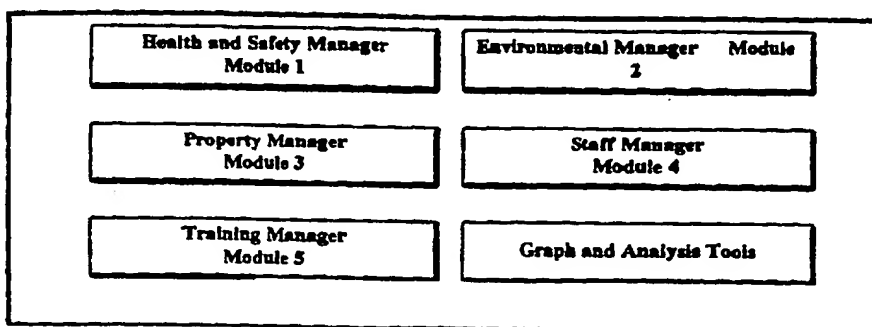 Health and Safety Manager
Module 1
Environmental Manager Module
2
Property Manager
Module 3
Staff Manager
Module 4
Training Manager
Module 5
Graph and Analysis Tools